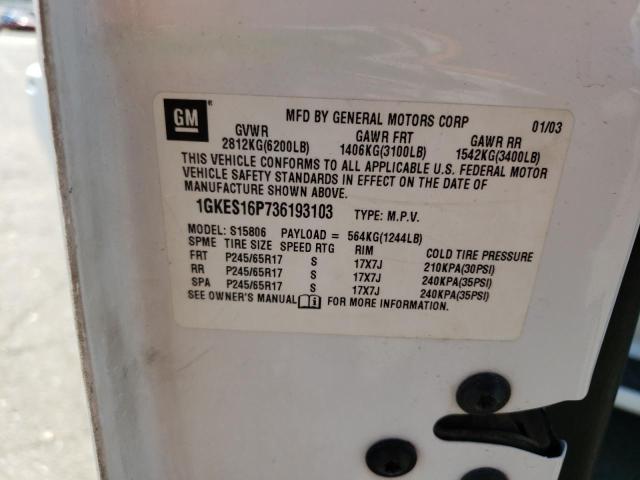 GM
MFD BY GENERAL MOTORS CORP 01/03
GVWR GAWR FRT GAWR RR
2812KG(6200LB) 1406KG(3100LB) 1542KG(3400LB)
THIS VEHICLE CONFORMS TO ALL APPLICABLE U.S. FEDERAL MOTOR
VEHICLE SAFETY STANDARDS IN EFFECT ON THE DATE OF
MANUFACTURE SHOWN ABOVE.
1GKES16P736193103 TYPE: M.P.V.
MODEL: S15806 PAYLOAD = 564KG(1244LB)
SPME TIRE SIZE SPEED RTG RIM COLD TIRE PRESSURE
FRT P245/65R17 S 17X7J 210KPA(30PSI)
RR P245/65R17 S 17X7J 240KPA(35PSI)
SPA P245/65R17 S 17X7J 240KPA(35PSI)
SEE OWNER'S MANUAL i FOR MORE INFORMATION.